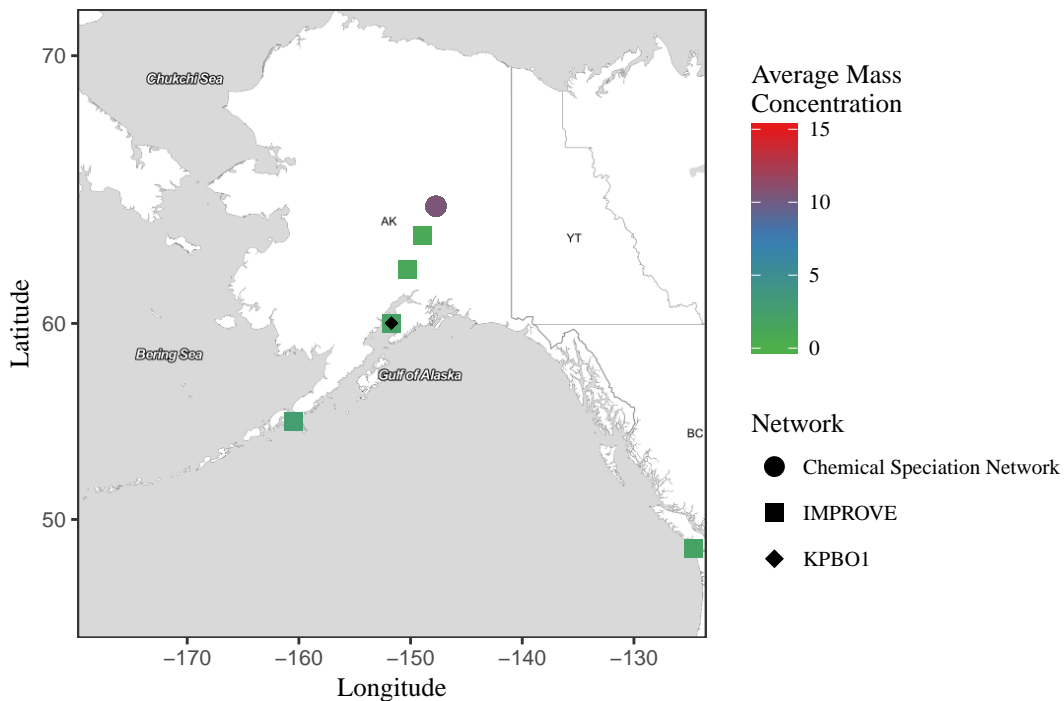 70
60
50
Latitude
Chukchi Sea
AK
YT
Bering Sea
Gulf of Alaska
BC
−170
−160
−150
−140
−130
Longitude
Average Mass
Concentration
15
10
5
0
Network
Chemical Speciation Network
IMPROVE
KPBO1